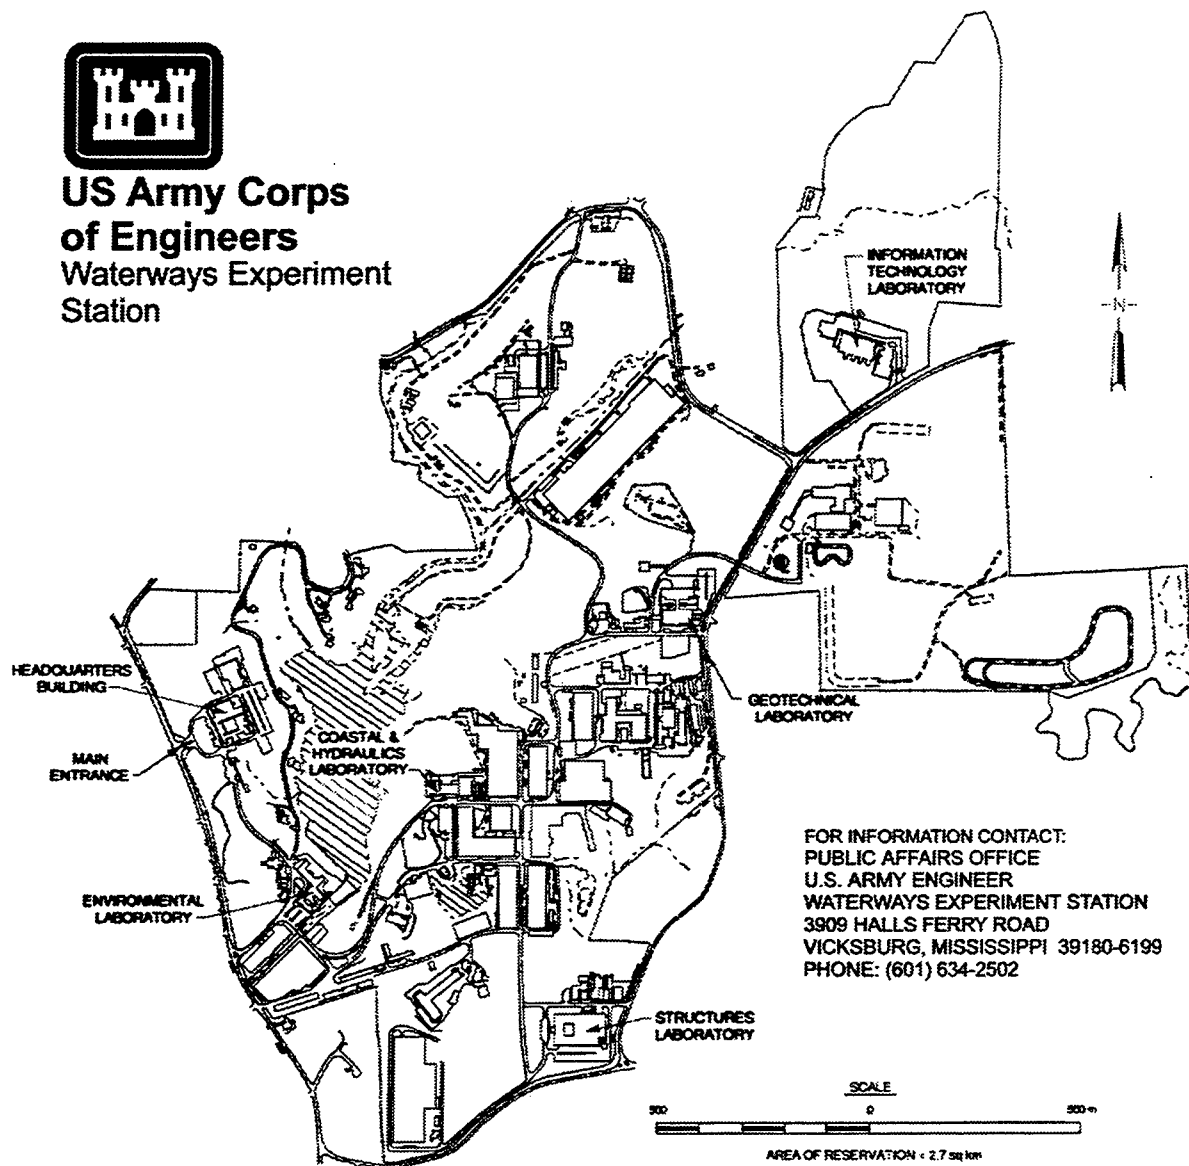 US Army Corps
of Engineers
Waterways Experiment
Station
INFORMATION
TECHNOLOGY
LABORATORY
N
HEADQUARTERS
BUILDING
MAIN
ENTRANCE
COASTAL &
HYDRAULICS
LABORATORY
GEOTECHNICAL
LABORATORY
ENVIRONMENTAL
LABORATORY
FOR INFORMATION CONTACT:
PUBLIC AFFAIRS OFFICE
U.S. ARMY ENGINEER
WATERWAYS EXPERIMENT STATION
3909 HALLS FERRY ROAD
VICKSBURG, MISSISSIPPI 39180-6199
PHONE: (601) 634-2502
STRUCTURES
LABORATORY
SCALE
500 0 500 m
AREA OF RESERVATION = 2.7 sq km